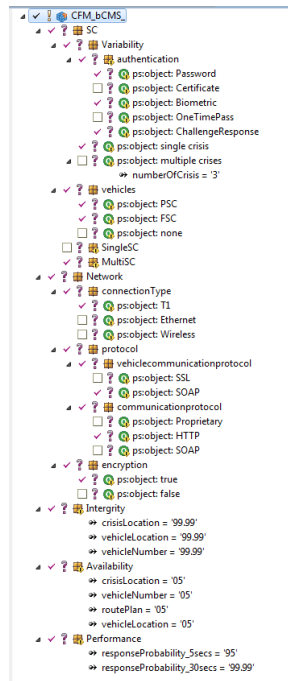 CFM_bCMS_
SC
Variability
authentication
ps:object: Password
ps:object: Certificate
ps:object: Biometric
ps:object: OneTimePass
ps:object: ChallengeResponse
ps:object: single crisis
ps:object: multiple crises
numberOfCrisis = '3'
vehicles
ps:object: PSC
ps:object: FSC
ps:object: none
SingleSC
MultiSC
Network
connectionType
ps:object: T1
ps:object: Ethernet
ps:object: Wireless
protocol
vehiclecommunicationprotocol
ps:object: SSL
ps:object: SOAP
communicationprotocol
ps:object: Proprietary
ps:object: HTTP
ps:object: SOAP
encryption
ps:object: true
ps:object: false
Intergrity
crisisLocation = '99.99'
vehicleLocation = '99.99'
vehicleNumber = '99.99'
Availability
crisisLocation = '05'
vehicleNumber = '05'
routePlan = '05'
vehicleLocation = '05'
Performance
responseProbability_5secs = '95'
responseProbability_30secs = '99.99'